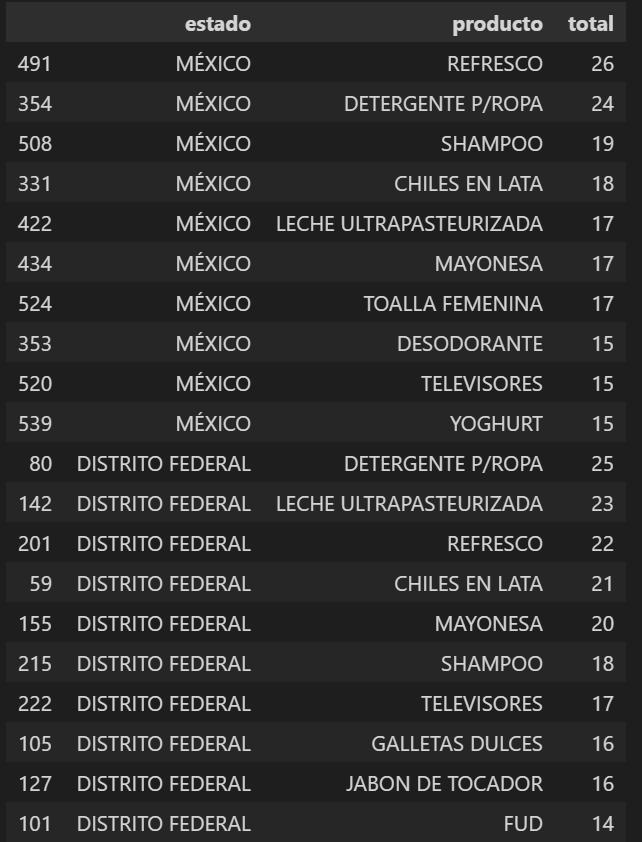 estado producto total
491 MÉXICO REFRESCO 26
354 MÉXICO DETERGENTE P/ROPA 24
508 MÉXICO SHAMPOO 19
331 MÉXICO CHILES EN LATA 18
422 MÉXICO LECHE ULTRAPASTEURIZADA 17
434 MÉXICO MAYONESA 17
524 MÉXICO TOALLA FEMENINA 17
353 MÉXICO DESODORANTE 15
520 MÉXICO TELEVISORES 15
539 MÉXICO YOGHURT 15
80 DISTRITO FEDERAL DETERGENTE P/ROPA 25
142 DISTRITO FEDERAL LECHE ULTRAPASTEURIZADA 23
201 DISTRITO FEDERAL REFRESCO 22
59 DISTRITO FEDERAL CHILES EN LATA 21
155 DISTRITO FEDERAL MAYONESA 20
215 DISTRITO FEDERAL SHAMPOO 18
222 DISTRITO FEDERAL TELEVISORES 17
105 DISTRITO FEDERAL GALLETAS DULCES 16
127 DISTRITO FEDERAL JABON DE TOCADOR 16
101 DISTRITO FEDERAL FUD 14